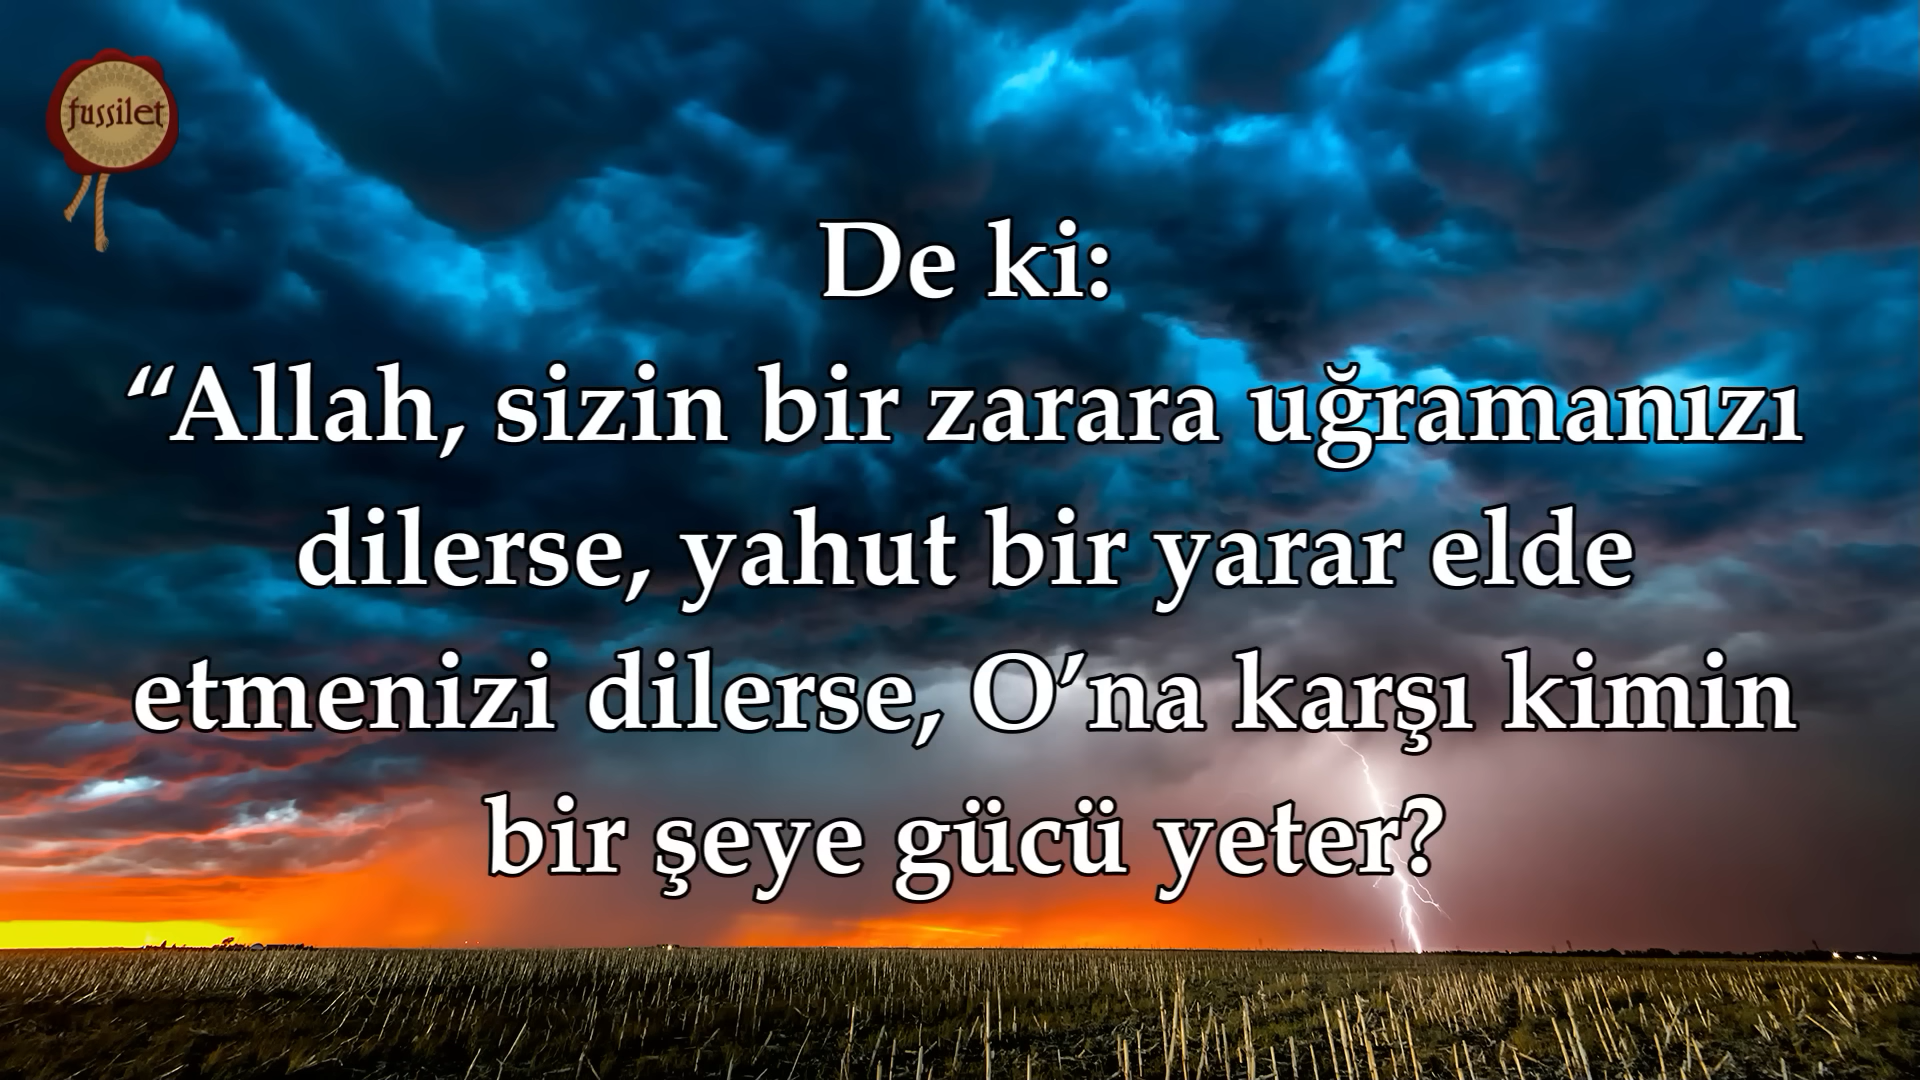 fussilet
De ki:
“Allah, sizin bir zarara uğramanızı
dilerse, yahut bir yarar elde
etmenizi dilerse, O’na karşı kimin
bir şeye gücü yeter?